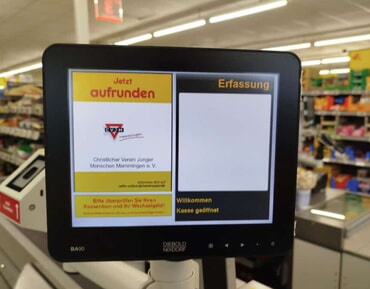 Jetzt
aufrunden
CVJM
Christlicher Verein Junger
Menschen Memmingen e. V.
Bitte überprüfen Sie Ihren
Kassenbon und Ihr Wechselgeld!
Erfassung
Willkommen
Kasse geöffnet
BA90
DIEBOLD
NIXDORF